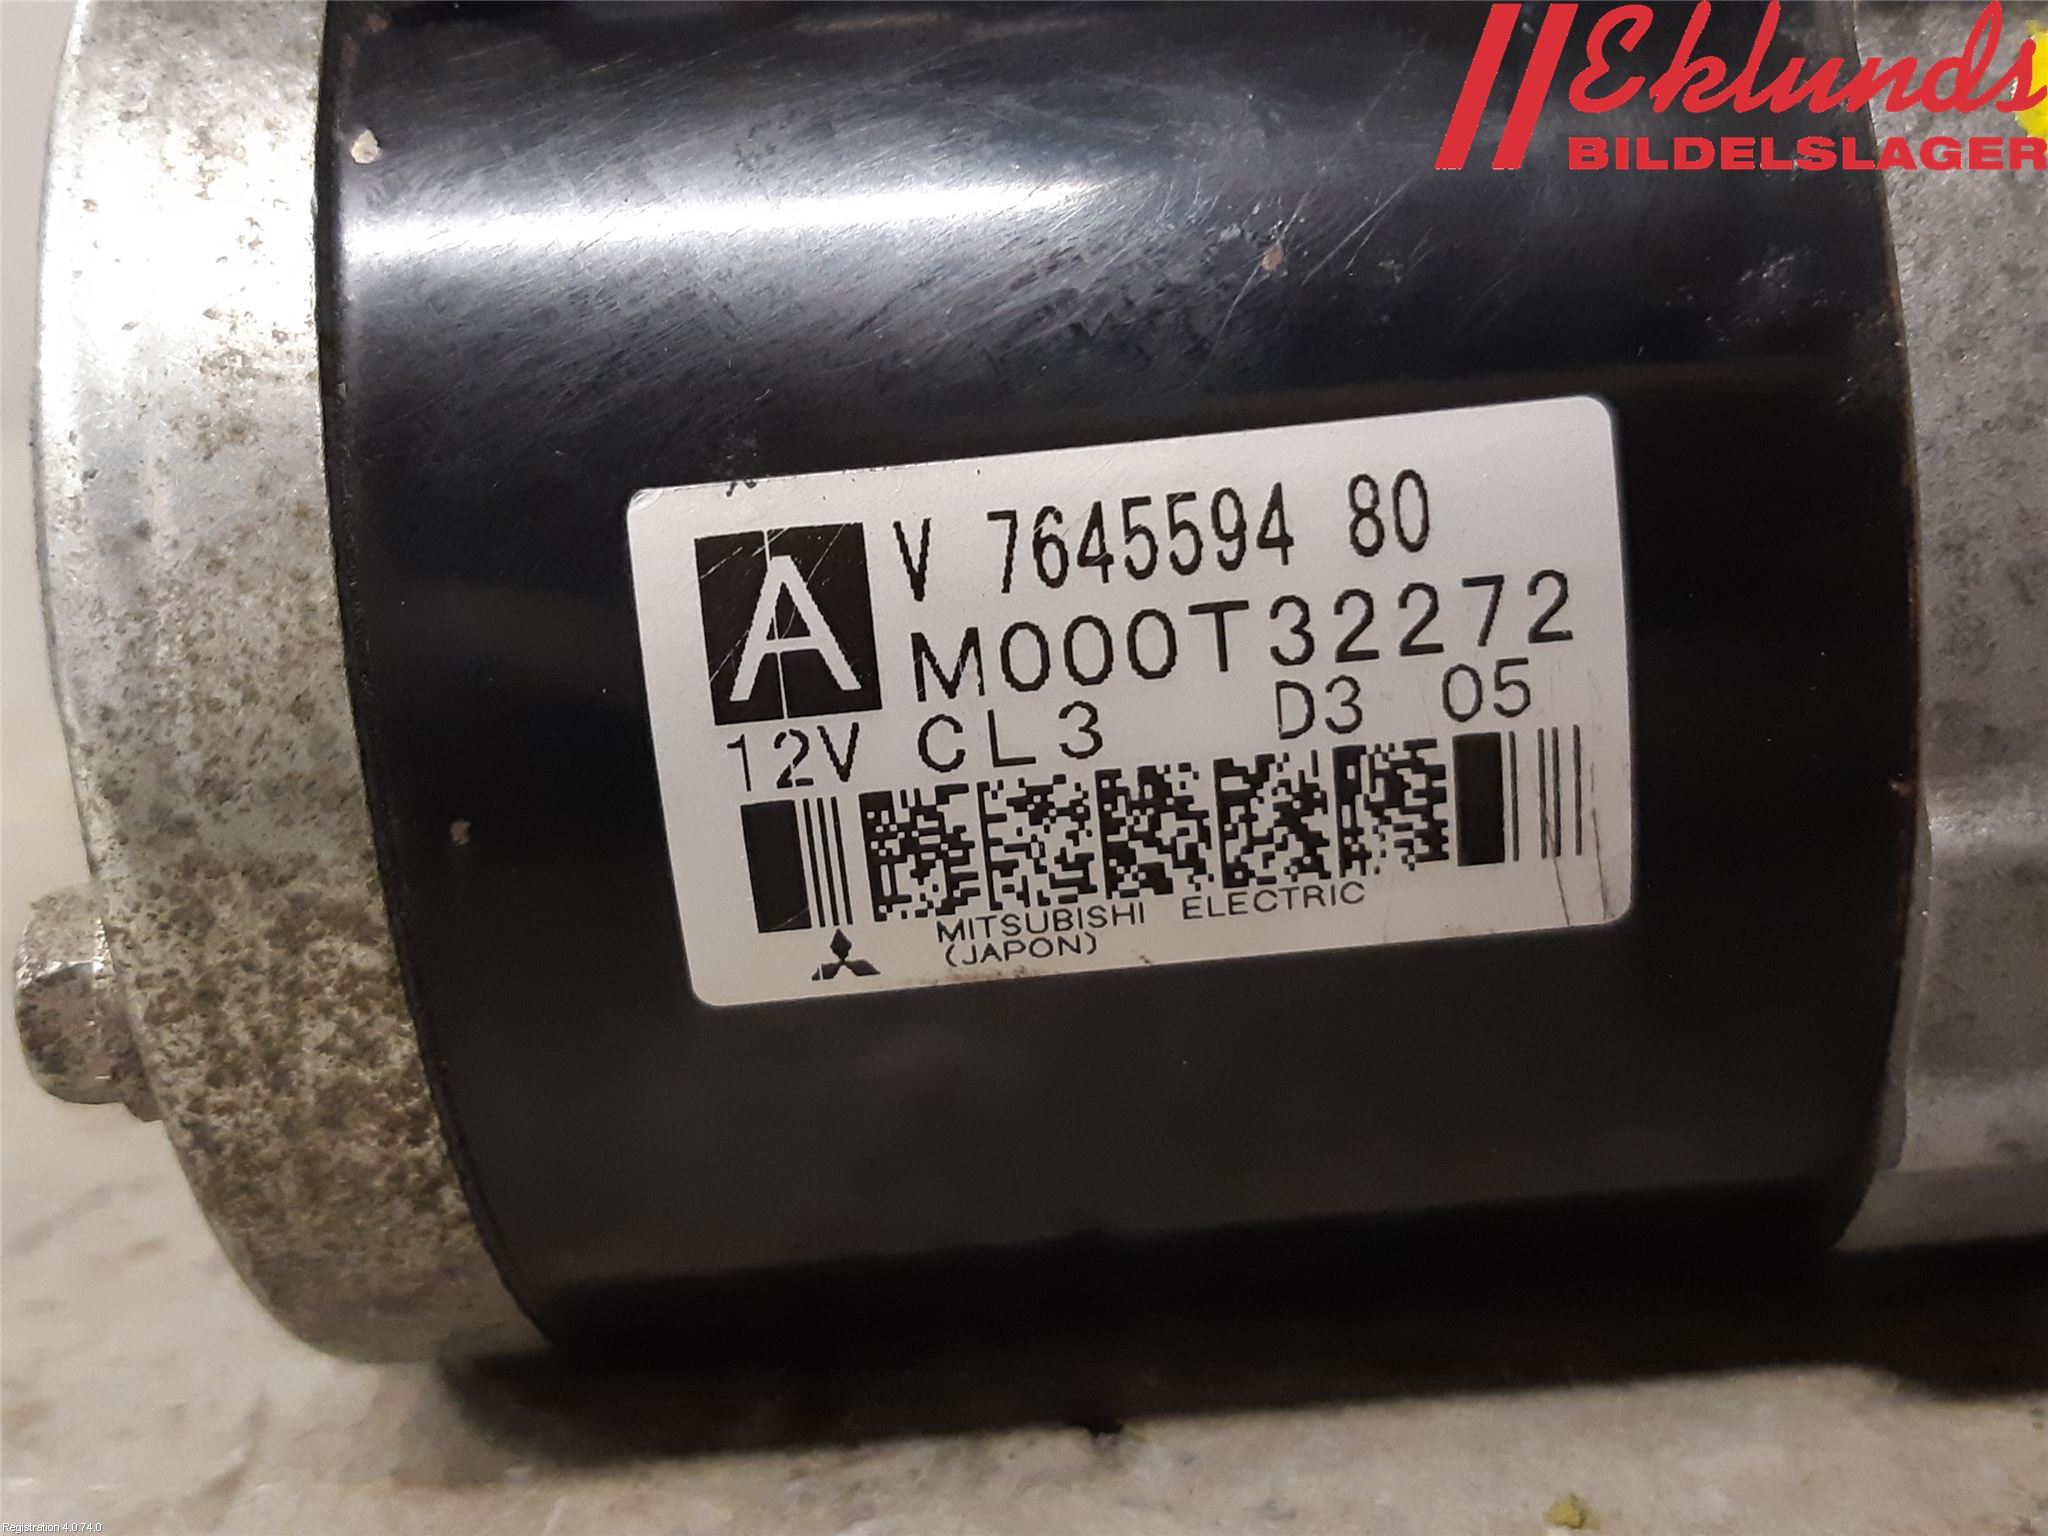 Eklunds
BILDELSLAGER
A
V 7645594 80
M000T32272
12V CL3 D3 05
MITSUBISHI ELECTRIC
(JAPON)
Registration 4.0.74.0